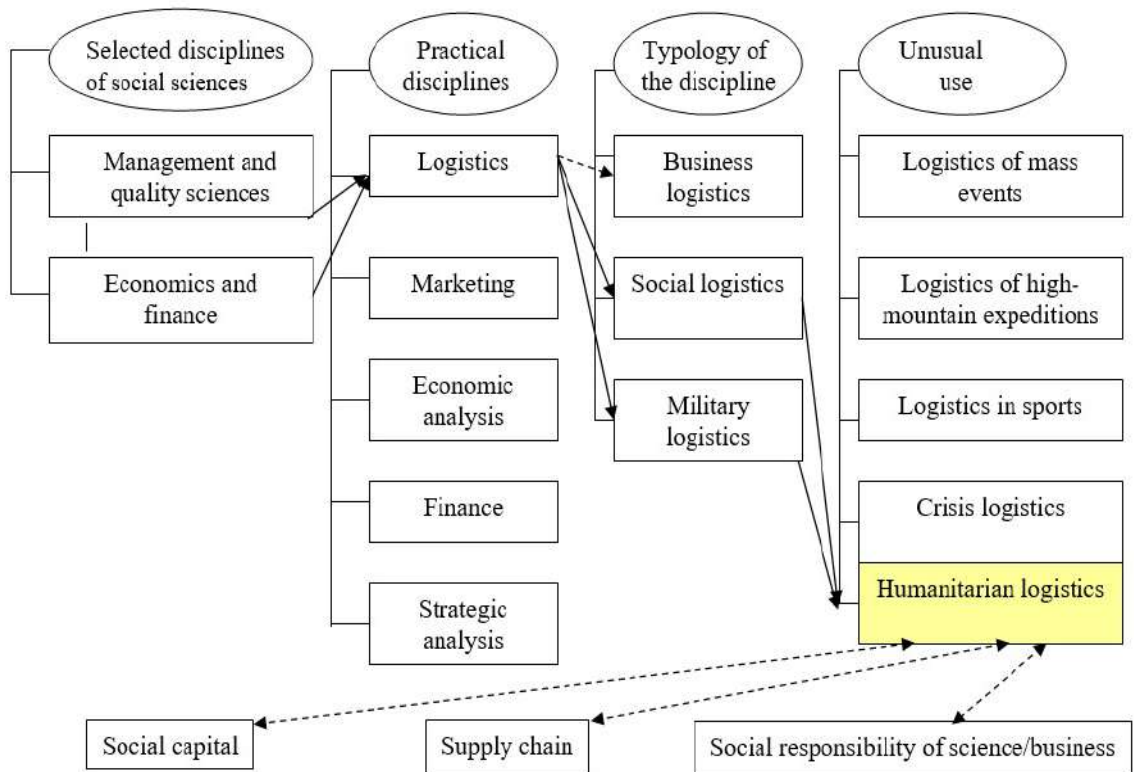 Selected disciplines
of social sciences
Practical
disciplines
Typology of
the discipline
Unusual
use
Management and
quality sciences
Logistics
Business
logistics
Logistics of mass
events
Economics and
finance
Marketing
Social logistics
Logistics of high-
mountain expeditions
Economic
analysis
Military
logistics
Logistics in sports
Finance
Crisis logistics
Strategic
analysis
Humanitarian logistics
Social capital
Supply chain
Social responsibility of science/business